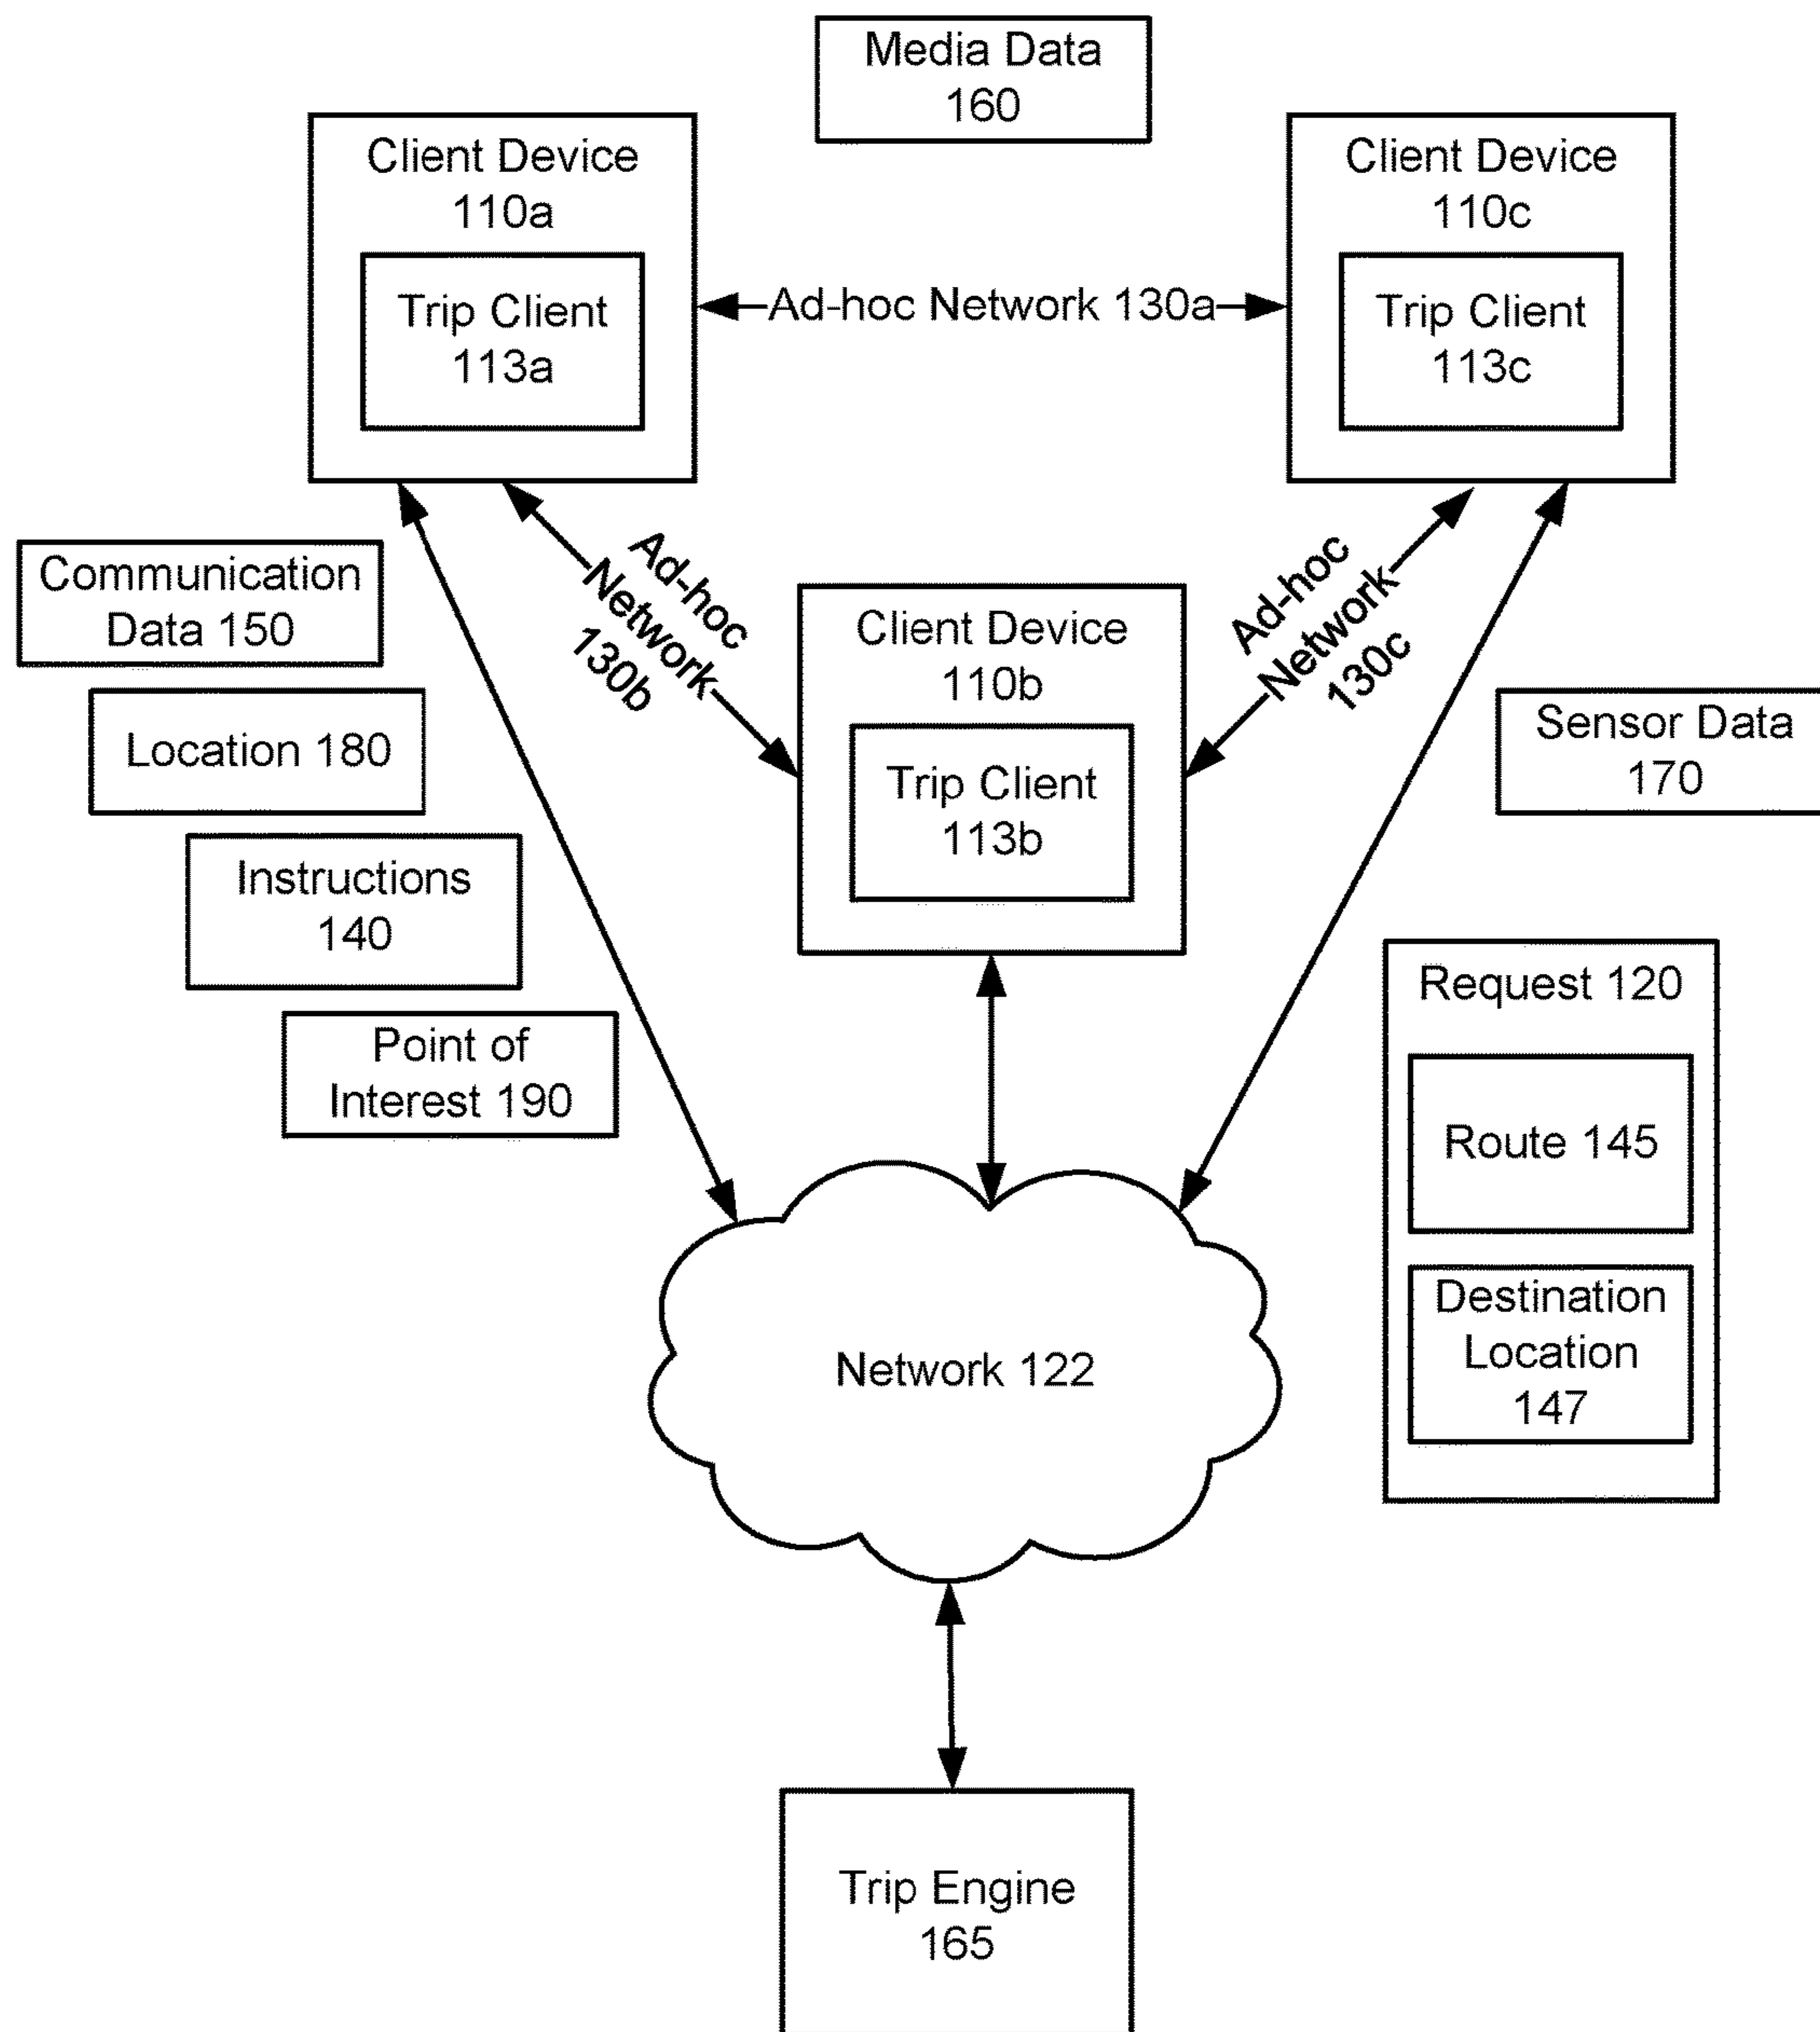 Media Data
160
Client Device
110a
Trip Client
113a
Ad-hoc Network 130a
Client Device
110c
Trip Client
113c
Communication
Data 150
Location 180
Instructions
140
Point of
Interest 190
Ad-hoc
Network
130b
Client Device
110b
Trip Client
113b
Ad-hoc
Network
130c
Sensor Data
170
Request 120
Route 145
Destination
Location
147
Network 122
Trip Engine
165